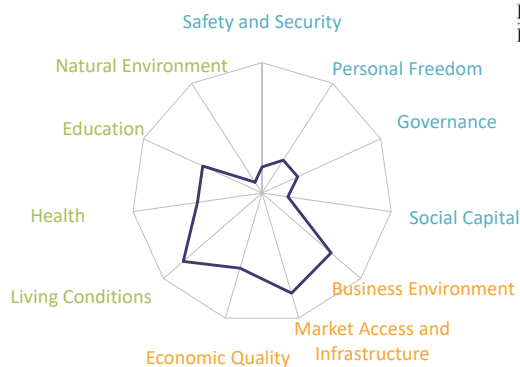 Safety and Security
Natural Environment
Personal Freedom
Education
Governance
Health
Social Capital
Living Conditions
Business Environment
Market Access and
Infrastructure
Economic Quality